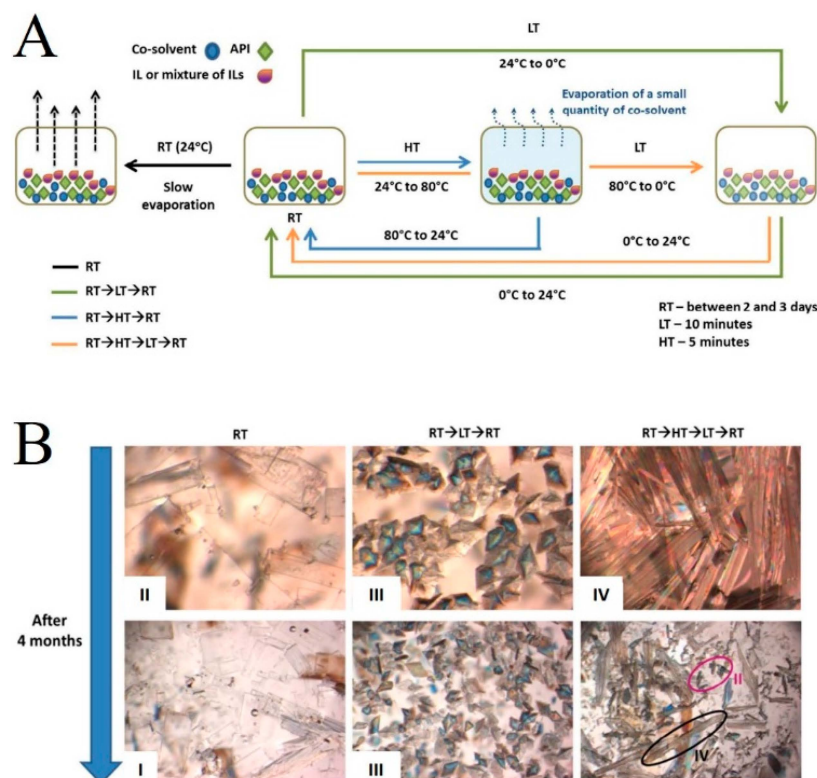 A
Co-solvent API
IL or mixture of ILs
LT
24°C to 0°C
Evaporation of a small
quantity of co-solvent
RT (24°C)
Slow
evaporation
HT
24°C to 80°C
LT
80°C to 0°C
RT
80°C to 24°C
0°C to 24°C
0°C to 24°C
RT
RT→LT→RT
RT→HT→RT
RT→HT→LT→RT
RT – between 2 and 3 days
LT – 10 minutes
HT – 5 minutes
B
RT
RT→LT→RT
RT→HT→LT→RT
After
4 months
II
III
IV
I
III
II
IV